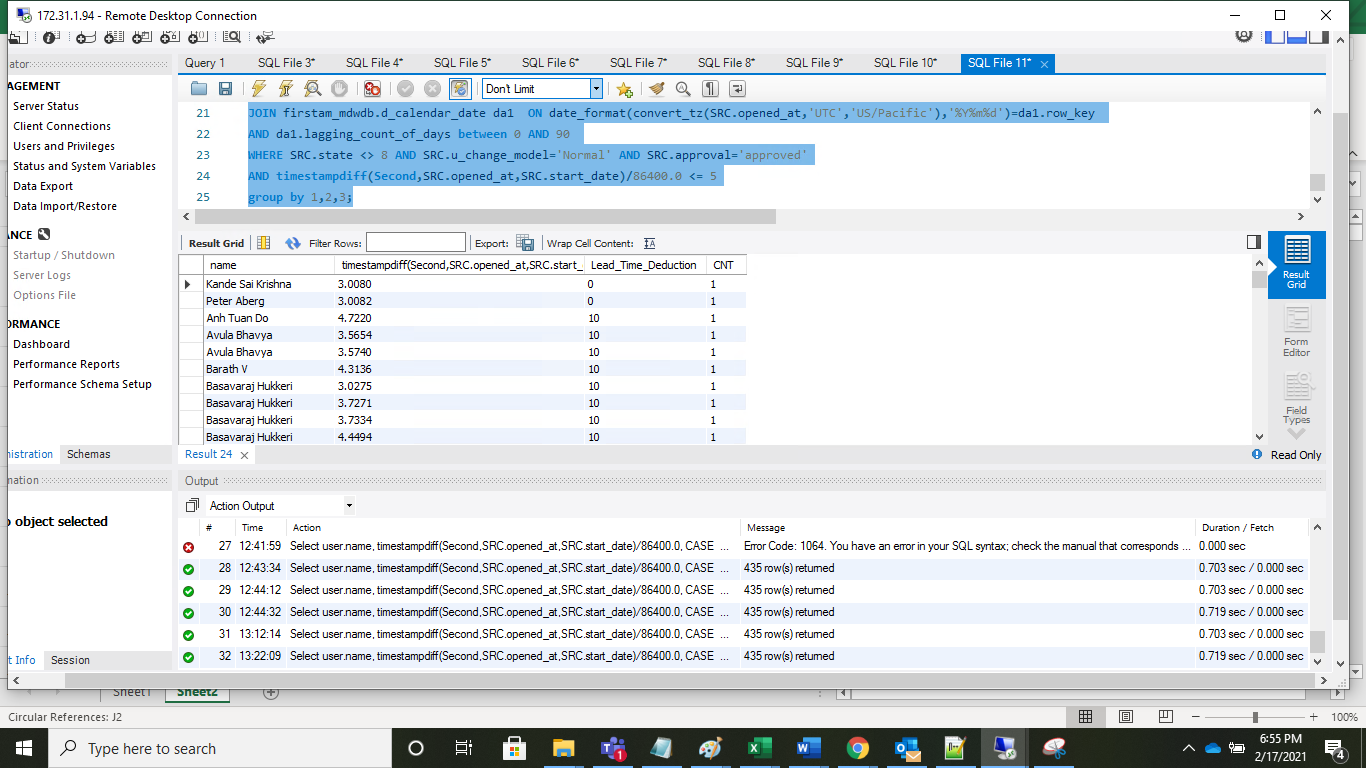 172.31.1.94 - Remote Desktop Connection
ator
AGEMENT
Server Status
Client Connections
Users and Privileges
Status and System Variables
Data Export
Data Import/Restore
ANCE
Startup / Shutdown
Server Logs
Options File
ORMANCE
Dashboard
Performance Reports
Performance Schema Setup
nistration Schemas
mation
o object selected
t Info Session
Query 1 SQL File 3* SQL File 4* SQL File 5* SQL File 6* SQL File 7* SQL File 8* SQL File 9* SQL File 10* SQL File 11*
Don't Limit
21 JOIN firstam_mdwdb.d_calendar_date da1 ON date_format(convert_tz(SRC.opened_at,'UTC','US/Pacific'),'%Y%m%d')=da1.row_key
22 AND da1.lagging_count_of_days between 0 AND 90
23 WHERE SRC.state <> 8 AND SRC.u_change_model='Normal' AND SRC.approval='approved'
24 AND timestampdiff(Second,SRC.opened_at,SRC.start_date)/86400.0 <= 5
25 group by 1,2,3;
Result Grid Filter Rows: Export: Wrap Cell Content:
name timestampdiff(Second,SRC.opened_at,SRC.start_ Lead_Time_Deduction CNT
Kande Sai Krishna 3.0080 0 1
Peter Aberg 3.0082 0 1
Anh Tuan Do 4.7220 10 1
Avula Bhavya 3.5654 10 1
Avula Bhavya 3.5740 10 1
Barath V 4.3136 10 1
Basavaraj Hukkeri 3.0275 10 1
Basavaraj Hukkeri 3.7271 10 1
Basavaraj Hukkeri 3.7334 10 1
Basavaraj Hukkeri 4.4494 10 1
Result Grid
Form Editor
Field Types
Result 24
Read Only
Output
Action Output
# Time Action Message Duration / Fetch
27 12:41:59 Select user.name, timestampdiff(Second,SRC.opened_at,SRC.start_date)/86400.0, CASE ... Error Code: 1064. You have an error in your SQL syntax; check the manual that corresponds ... 0.000 sec
28 12:43:34 Select user.name, timestampdiff(Second,SRC.opened_at,SRC.start_date)/86400.0, CASE ... 435 row(s) returned 0.703 sec / 0.000 sec
29 12:44:12 Select user.name, timestampdiff(Second,SRC.opened_at,SRC.start_date)/86400.0, CASE ... 435 row(s) returned 0.703 sec / 0.000 sec
30 12:44:32 Select user.name, timestampdiff(Second,SRC.opened_at,SRC.start_date)/86400.0, CASE ... 435 row(s) returned 0.719 sec / 0.000 sec
31 13:12:14 Select user.name, timestampdiff(Second,SRC.opened_at,SRC.start_date)/86400.0, CASE ... 435 row(s) returned 0.703 sec / 0.000 sec
32 13:22:09 Select user.name, timestampdiff(Second,SRC.opened_at,SRC.start_date)/86400.0, CASE ... 435 row(s) returned 0.719 sec / 0.000 sec
Sheet1 Sheet2
Circular References: J2
100%
Type here to search
1
6:55 PM
2/17/2021
4